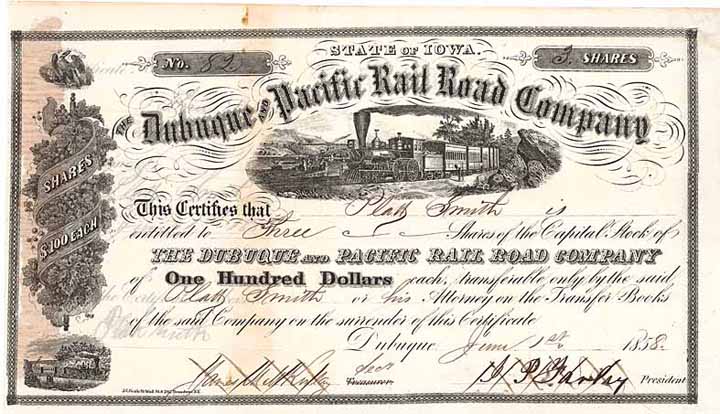 STATE OF IOWA.
No. 82
3 SHARES
THE Dubuque AND Pacific Rail Road Company
SHARES
$100 EACH
This Certifies that Platt Smith is
entitled to Three Shares of the Capital Stock of
THE DUBUQUE AND PACIFIC RAIL ROAD COMPANY
of One Hundred Dollars each, transferable only by the said
Platt Smith or his Attorney on the Transfer Books
of the said Company on the surrender of this Certificate
Dubuque June 1st 1858.
Secy
Treasurer
J P Farley President